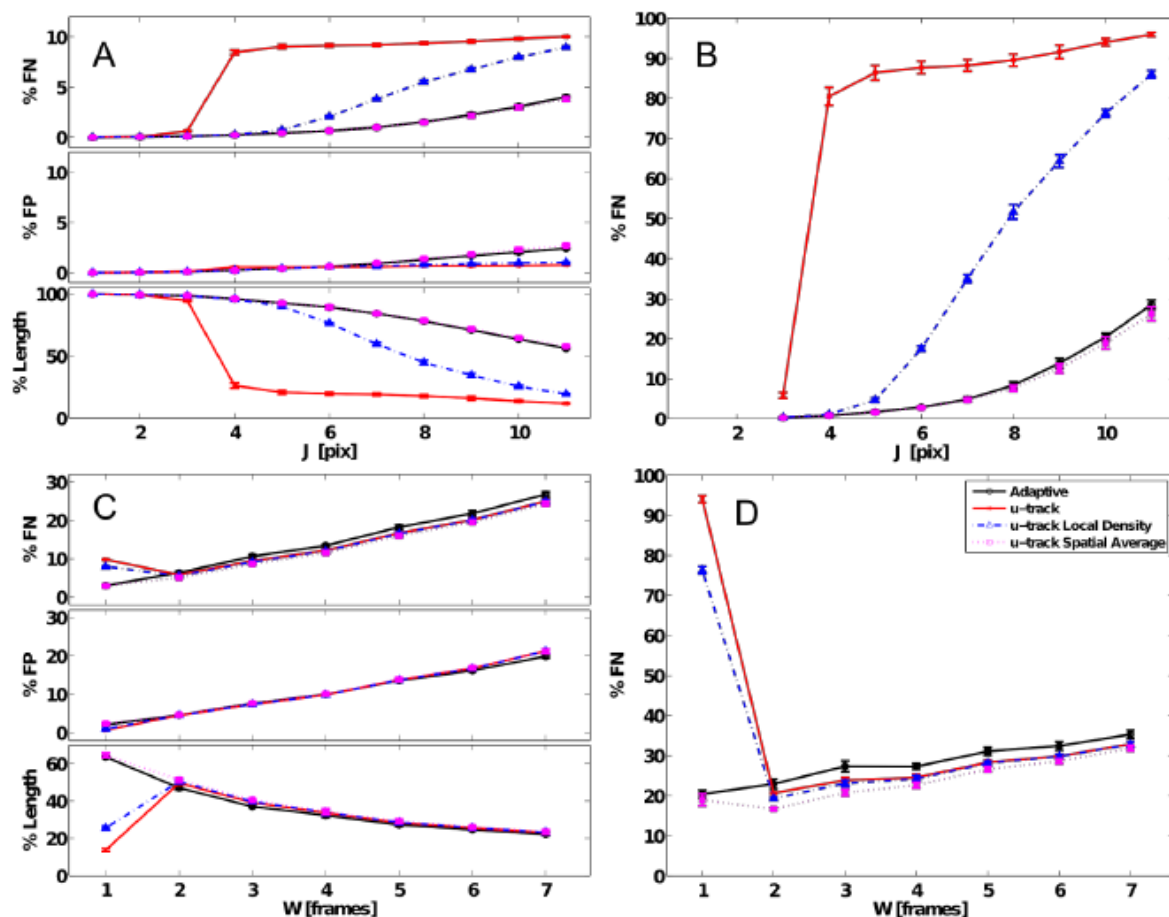 A
% FN
10
5
0
% FP
10
5
0
% Length
100
50
0
2 4 6 8 10
J [pix]
B
% FN
100
90
80
70
60
50
40
30
20
10
0
2 4 6 8 10
J [pix]
C
% FN
30
20
10
0
% FP
30
20
10
0
% Length
60
40
20
0
1 2 3 4 5 6 7
W [frames]
D
% FN
100
90
80
70
60
50
40
30
20
10
0
1 2 3 4 5 6 7
W [frames]
Adaptive
u-track
u-track Local Density
u-track Spatial Average